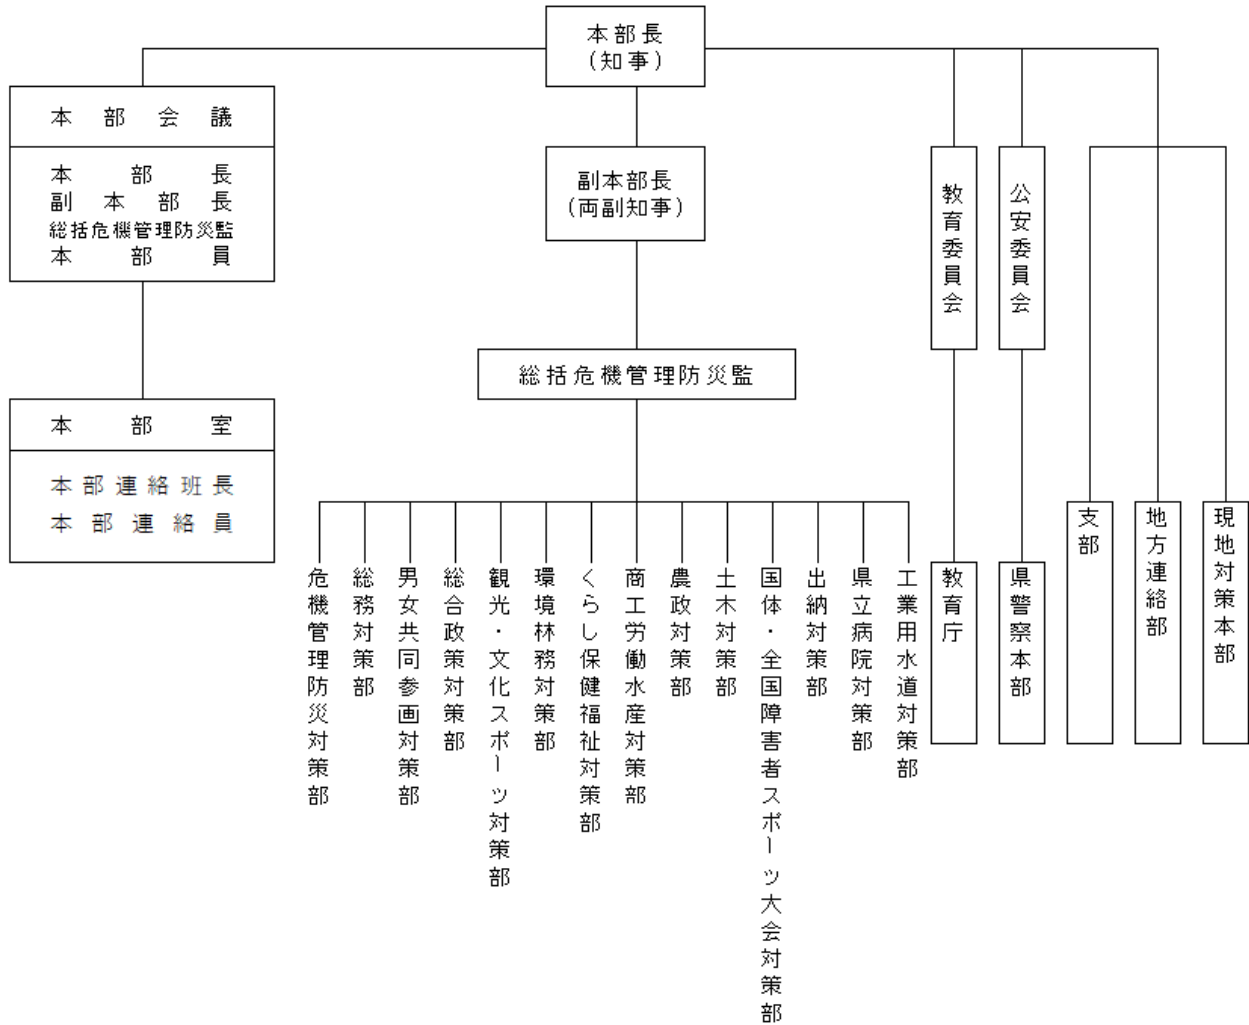 本部長
(知事)
本部会議
本部長
副本部長
総括危機管理防災監
本部員
副本部長
(両副知事)
教育委員会
公安委員会
総括危機管理防災監
本部室
本部連絡班長
本部連絡員
危機管理防災対策部
総務対策部
男女共同参画対策部
総合政策対策部
観光・文化スポーツ対策部
環境林務対策部
くらし保健福祉対策部
商工労働水産対策部
農政対策部
土木対策部
国体・全国障害者スポーツ大会対策部
出納対策部
県立病院対策部
工業用水道対策部
教育庁
県警察本部
支部
地方連絡部
現地対策本部